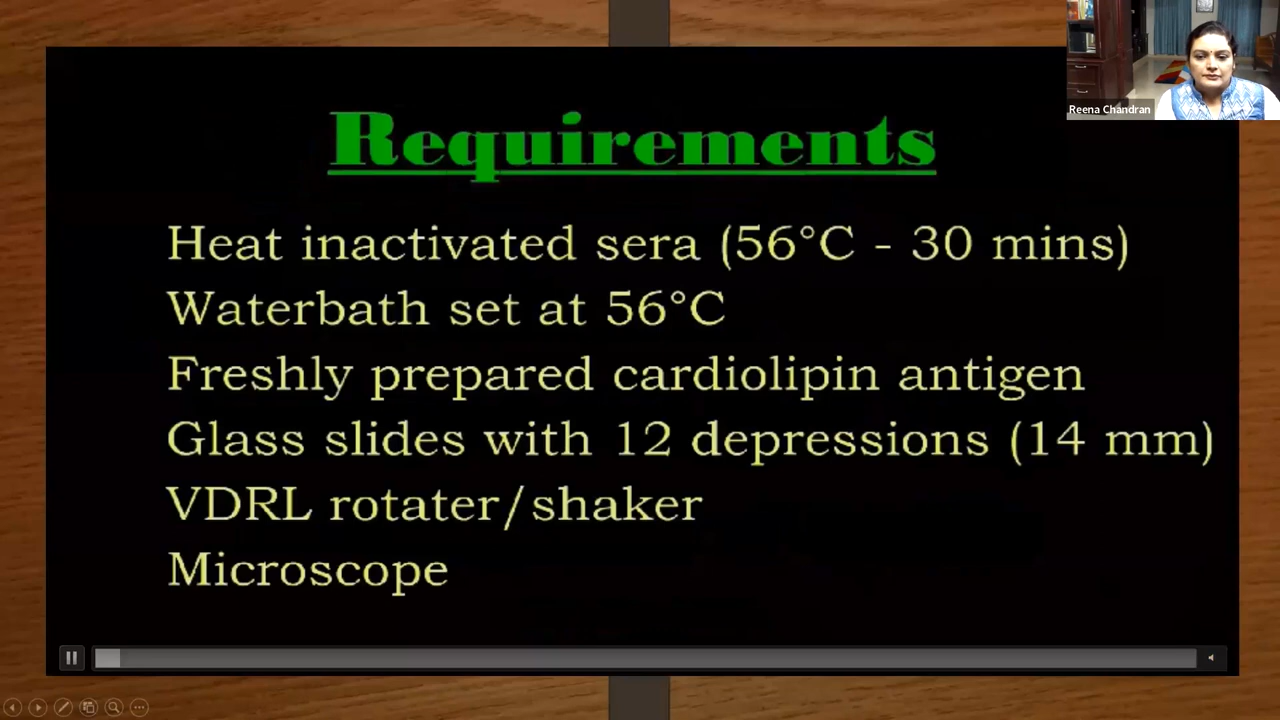 Reena Chandran
Requirements
Heat inactivated sera (56°C - 30 mins)
Waterbath set at 56°C
Freshly prepared cardiolipin antigen
Glass slides with 12 depressions (14 mm)
VDRL rotater/shaker
Microscope